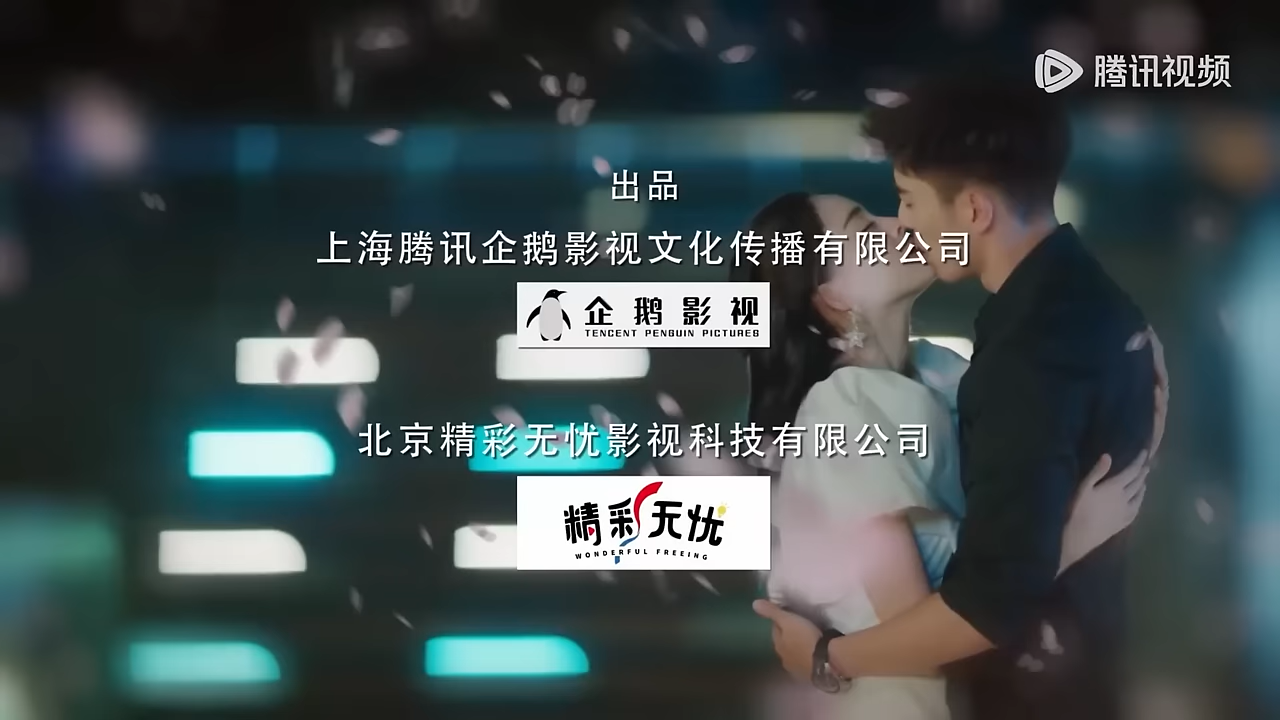 腾讯视频
出品
上海腾讯企鹅影视文化传播有限公司
企鹅影视
TENCENT PENGUIN PICTURES
北京精彩无忧影视科技有限公司
精彩无忧
WONDERFUL FREEING